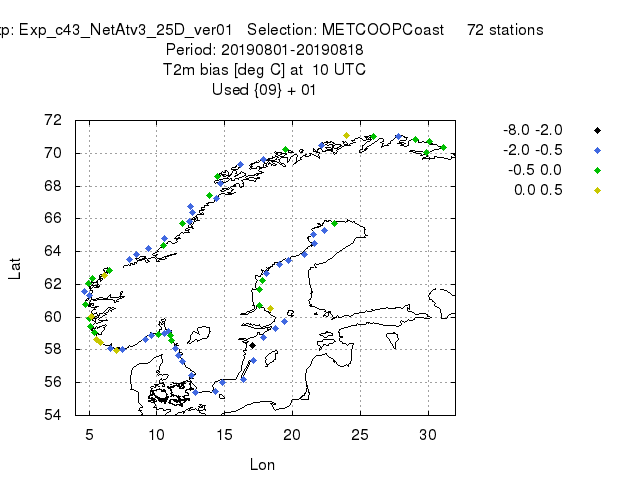 p: Exp_c43_NetAtv3_25D_ver01 Selection: METCOOPCoast 72 stations
Period: 20190801-20190818
T2m bias [deg C] at 10 UTC
Used {09} + 01
-8.0 -2.0
-2.0 -0.5
-0.5 0.0
0.0 0.5
72
70
68
66
64
62
60
58
56
54
Lat
5 10 15 20 25 30
Lon